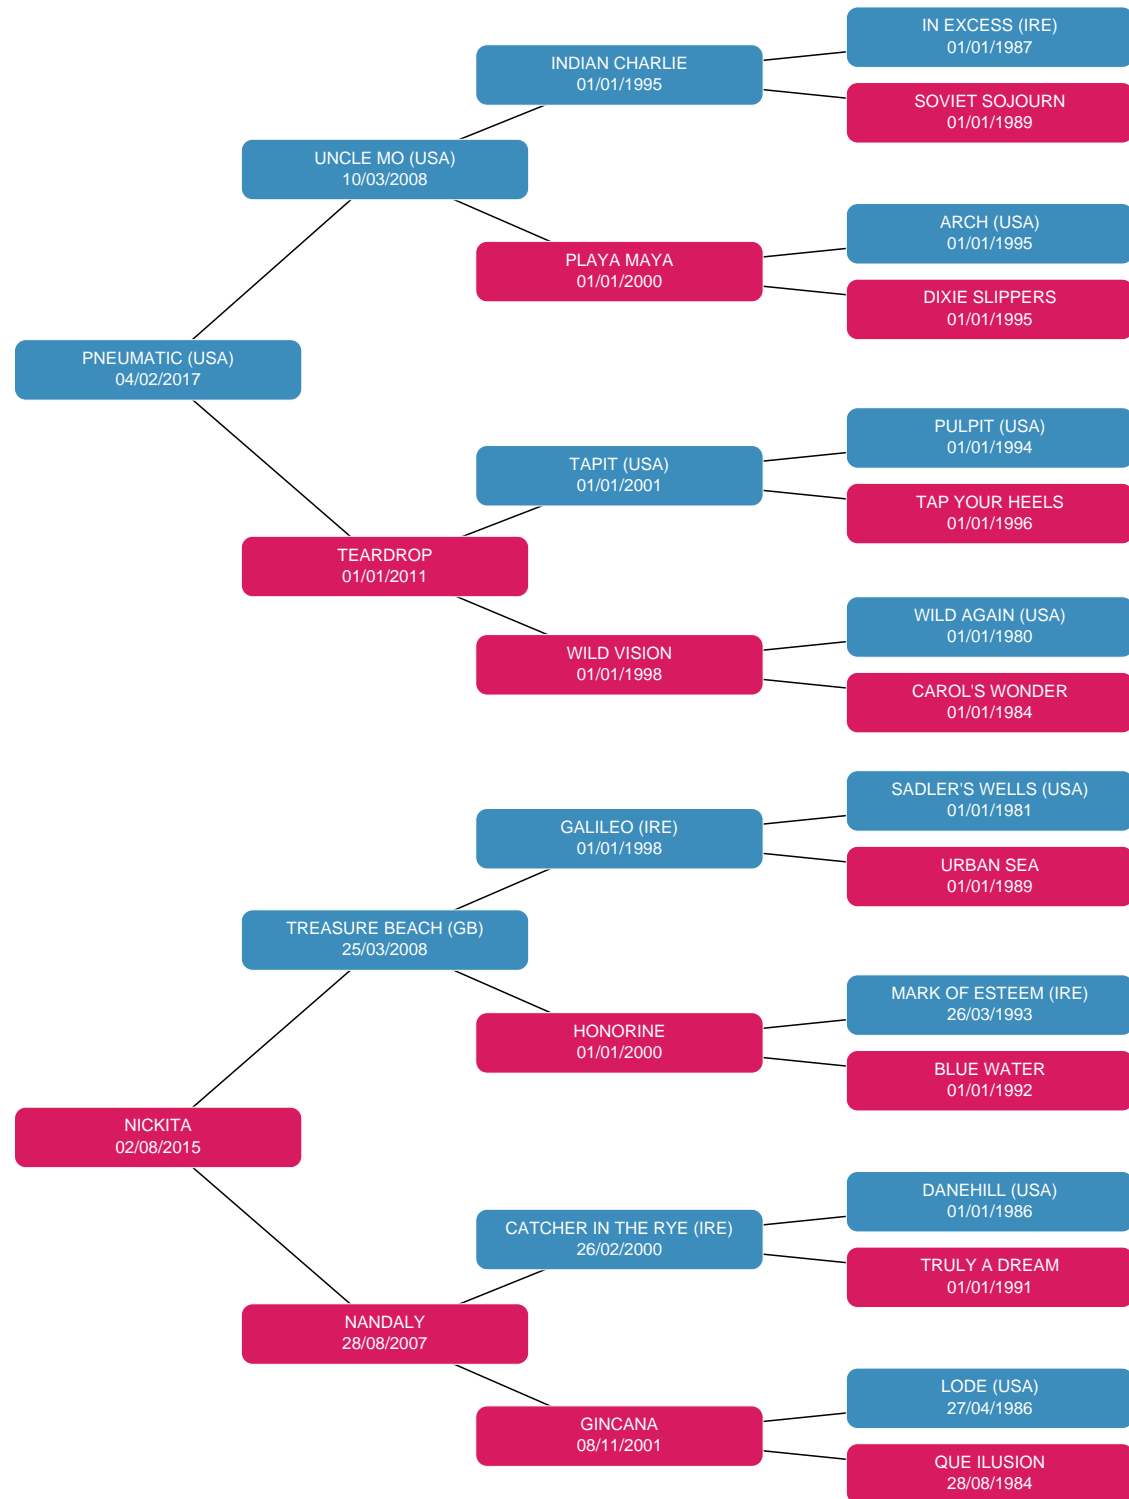 IN EXCESS (IRE)
01/01/1987
INDIAN CHARLIE
01/01/1995
SOVIET SOJOURN
01/01/1989
UNCLE MO (USA)
10/03/2008
ARCH (USA)
01/01/1995
PLAYA MAYA
01/01/2000
DIXIE SLIPPERS
01/01/1995
PNEUMATIC (USA)
04/02/2017
PULPIT (USA)
01/01/1994
TAPIT (USA)
01/01/2001
TAP YOUR HEELS
01/01/1996
TEARDROP
01/01/2011
WILD AGAIN (USA)
01/01/1980
WILD VISION
01/01/1998
CAROL'S WONDER
01/01/1984
SADLER'S WELLS (USA)
01/01/1981
GALILEO (IRE)
01/01/1998
URBAN SEA
01/01/1989
TREASURE BEACH (GB)
25/03/2008
MARK OF ESTEEM (IRE)
26/03/1993
HONORINE
01/01/2000
BLUE WATER
01/01/1992
NICKITA
02/08/2015
DANEHILL (USA)
01/01/1986
CATCHER IN THE RYE (IRE)
26/02/2000
TRULY A DREAM
01/01/1991
NANDALY
28/08/2007
LODE (USA)
27/04/1986
GINCANA
08/11/2001
QUE ILUSION
28/08/1984